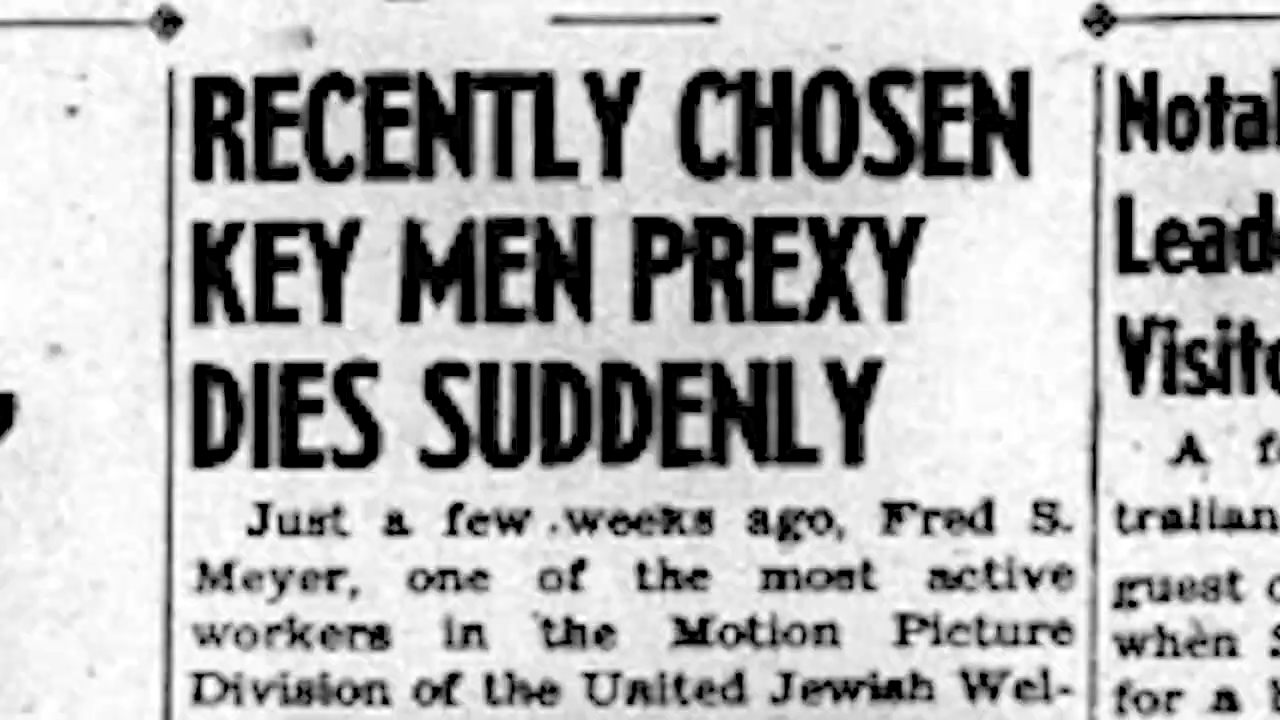 RECENTLY CHOSEN
KEY MEN PREXY
DIES SUDDENLY
Just a few weeks ago, Fred S.
Meyer, one of the most active
workers in the Motion Picture
Division of the United Jewish Wel-
A
tralian
guest
when
for a